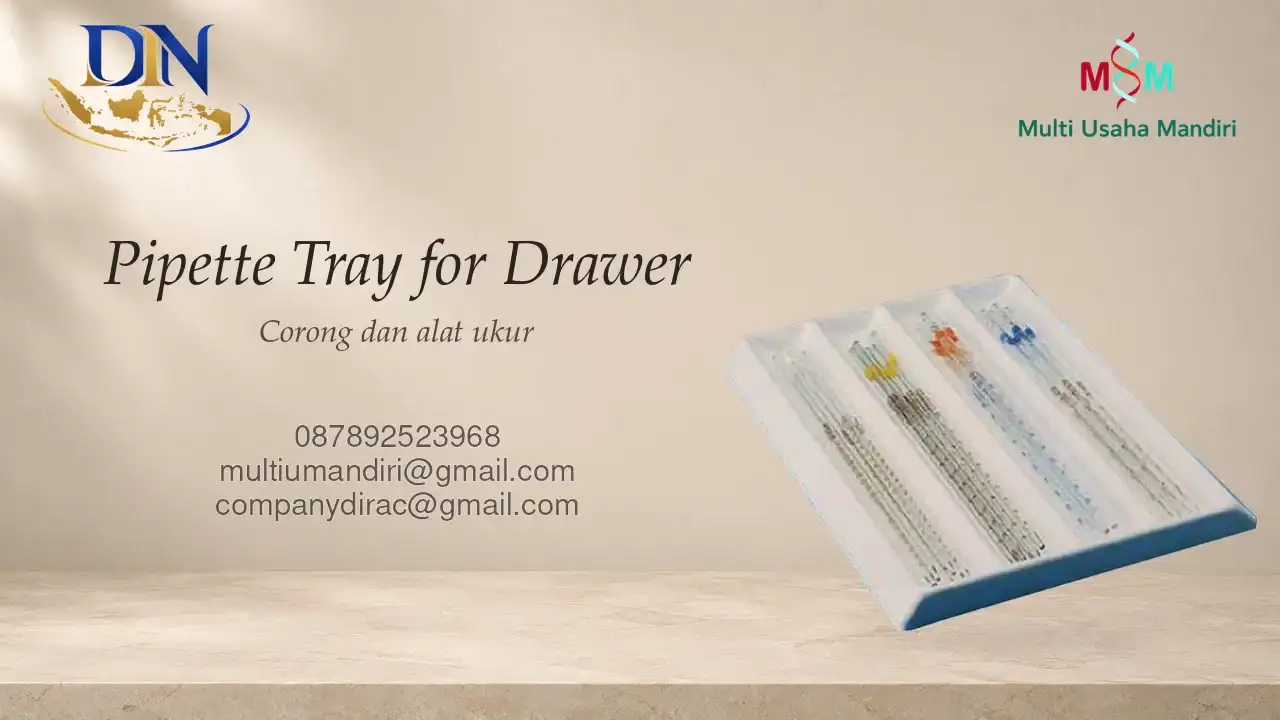 DN
M M
Multi Usaha Mandiri
Pipette Tray for Drawer
Corong dan alat ukur
087892523968
multiumandiri@gmail.com
companydirac@gmail.com